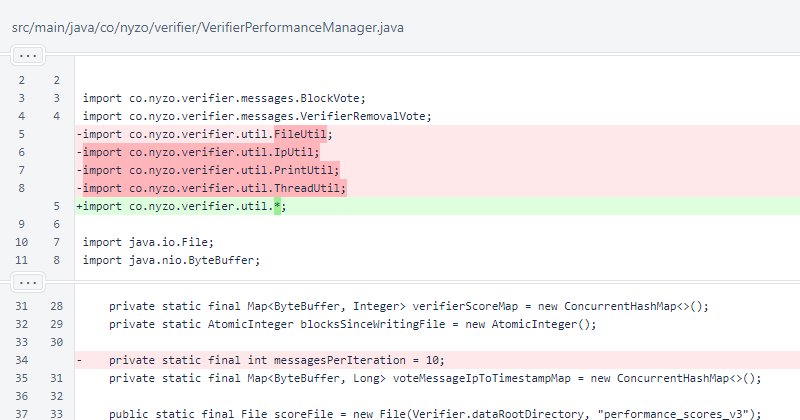 src/main/java/co/nyzo/verifier/VerifierPerformanceManager.java
...
2 2
3 3 import co.nyzo.verifier.messages.BlockVote;
4 4 import co.nyzo.verifier.messages.VerifierRemovalVote;
5 -import co.nyzo.verifier.util.FileUtil;
6 -import co.nyzo.verifier.util.IpUtil;
7 -import co.nyzo.verifier.util.PrintUtil;
8 -import co.nyzo.verifier.util.ThreadUtil;
5 +import co.nyzo.verifier.util.*;
9 6
10 7 import java.io.File;
11 8 import java.nio.ByteBuffer;
...
31 28 private static final Map<ByteBuffer, Integer> verifierScoreMap = new ConcurrentHashMap<>();
32 29 private static AtomicInteger blocksSinceWritingFile = new AtomicInteger();
33 30
34 - private static final int messagesPerIteration = 10;
35 31 private static final Map<ByteBuffer, Long> voteMessageIpToTimestampMap = new ConcurrentHashMap<>();
36 32
37 33 public static final File scoreFile = new File(Verifier.dataRootDirectory, "performance_scores_v3");